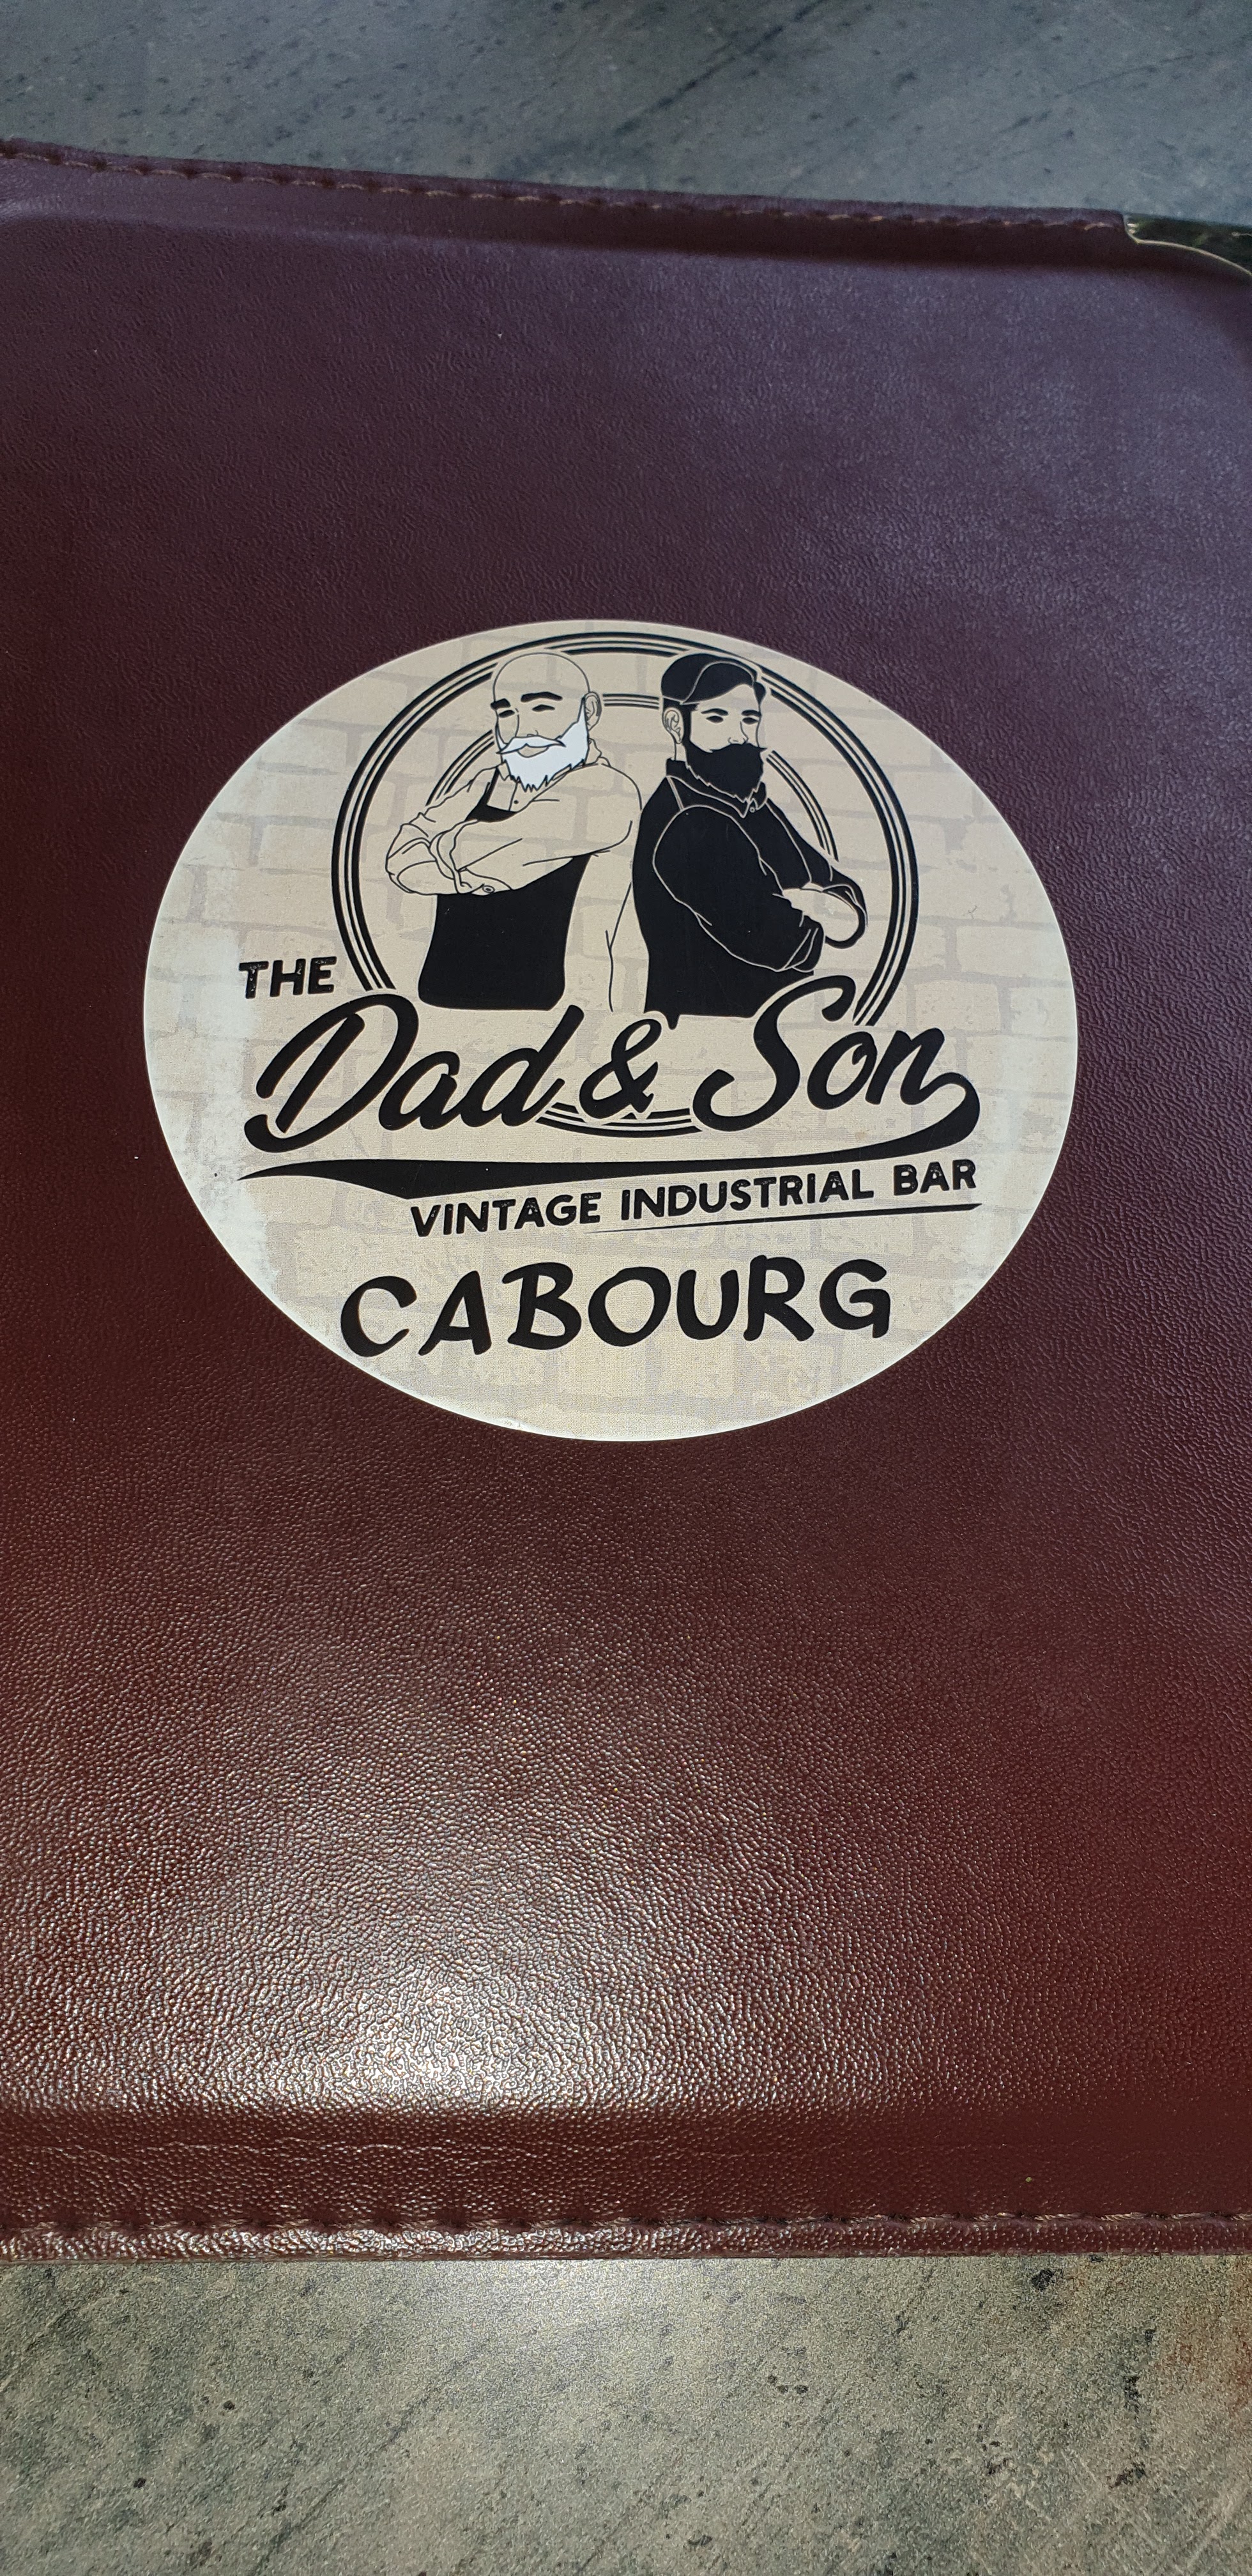 THE
Dad & Son
VINTAGE INDUSTRIAL BAR
CABOURG